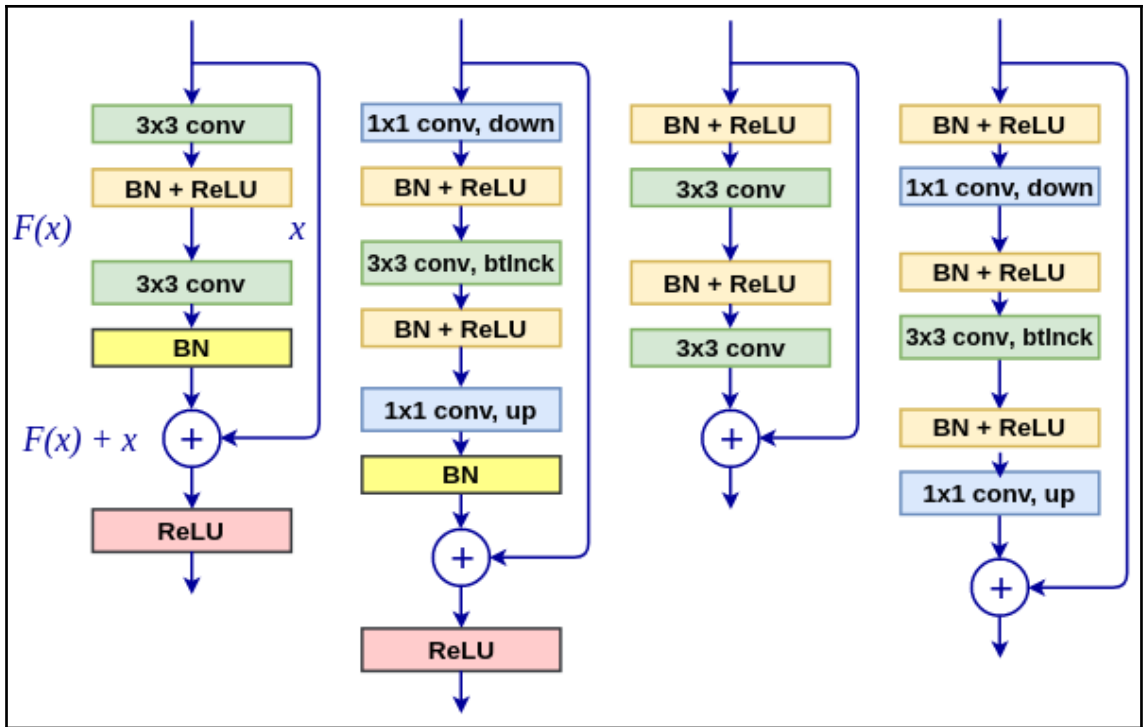 3x3 conv
BN + ReLU
F(x)
x
3x3 conv
BN
F(x) + x
+
ReLU
1x1 conv, down
BN + ReLU
3x3 conv, btlnck
BN + ReLU
1x1 conv, up
BN
+
ReLU
BN + ReLU
3x3 conv
BN + ReLU
3x3 conv
+
BN + ReLU
1x1 conv, down
BN + ReLU
3x3 conv, btlnck
BN + ReLU
1x1 conv, up
+